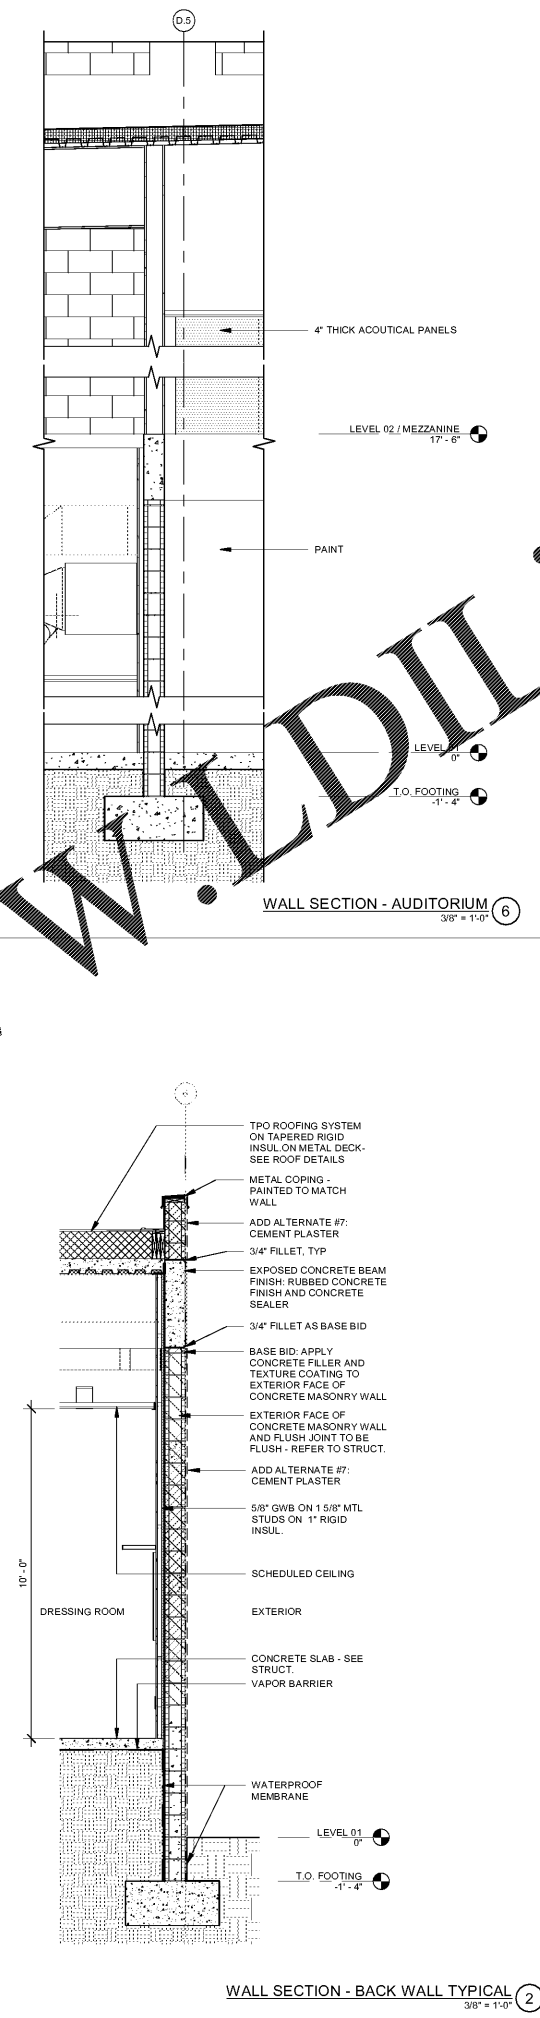 D.5
4" THICK ACOUTICAL PANELS
LEVEL 02 / MEZZANINE
17' - 6"
PAINT
LEVEL 01
0"
T.O. FOOTING
-1' - 4"
W.LDII.
WALL SECTION - AUDITORIUM
3/8" = 1'-0"
6
TPO ROOFING SYSTEM
ON TAPERED RIGID
INSUL.ON METAL DECK-
SEE ROOF DETAILS
METAL COPING -
PAINTED TO MATCH
WALL
ADD ALTERNATE #7:
CEMENT PLASTER
3/4" FILLET, TYP
EXPOSED CONCRETE BEAM
FINISH: RUBBED CONCRETE
FINISH AND CONCRETE
SEALER
3/4" FILLET AS BASE BID
BASE BID: APPLY
CONCRETE FILLER AND
TEXTURE COATING TO
EXTERIOR FACE OF
CONCRETE MASONRY WALL
EXTERIOR FACE OF
CONCRETE MASONRY WALL
AND FLUSH JOINT TO BE
FLUSH - REFER TO STRUCT.
ADD ALTERNATE #7:
CEMENT PLASTER
5/8" GWB ON 1 5/8" MTL
STUDS ON 1" RIGID
INSUL.
10' - 0"
SCHEDULED CEILING
DRESSING ROOM
EXTERIOR
CONCRETE SLAB - SEE
STRUCT.
VAPOR BARRIER
WATERPROOF
MEMBRANE
LEVEL 01
0"
T.O. FOOTING
-1' - 4"
WALL SECTION - BACK WALL TYPICAL
3/8" = 1'-0"
2